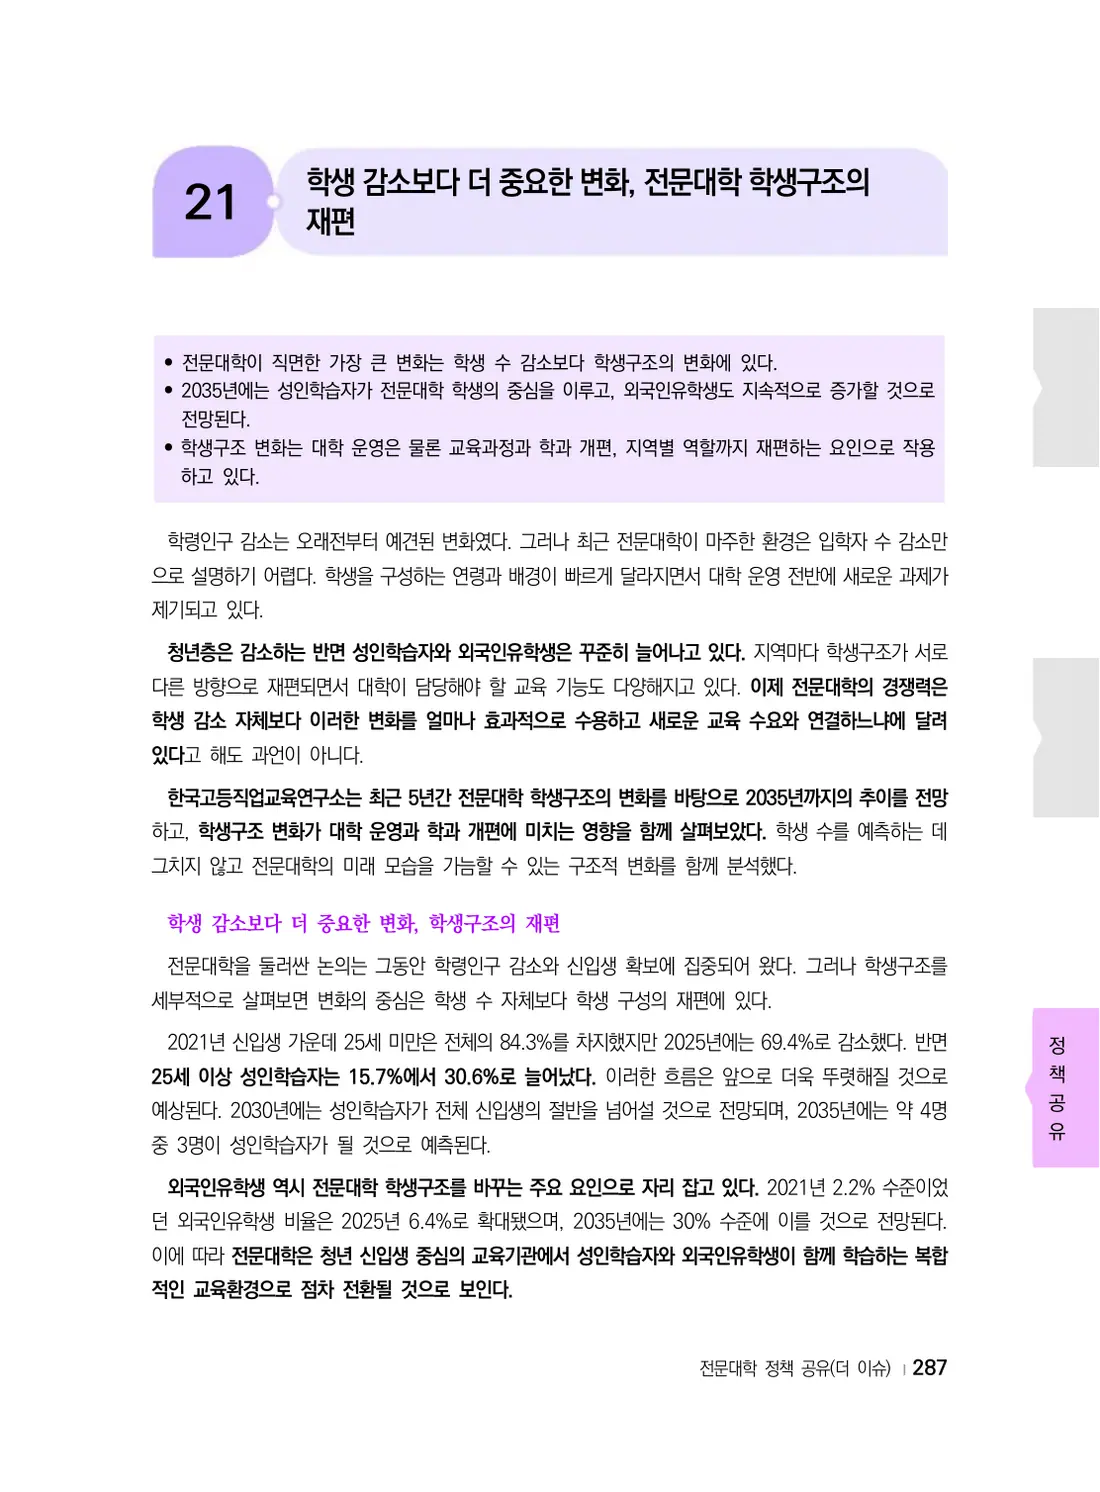 21
학생 감소보다 더 중요한 변화, 전문대학 학생구조의
재편
• 전문대학이 직면한 가장 큰 변화는 학생 수 감소보다 학생구조의 변화에 있다.
• 2035년에는 성인학습자가 전문대학 학생의 중심을 이루고, 외국인유학생도 지속적으로 증가할 것으로
전망된다.
• 학생구조 변화는 대학 운영은 물론 교육과정과 학과 개편, 지역별 역할까지 재편하는 요인으로 작용
하고 있다.
학령인구 감소는 오래전부터 예견된 변화였다. 그러나 최근 전문대학이 마주한 환경은 입학자 수 감소만
으로 설명하기 어렵다. 학생을 구성하는 연령과 배경이 빠르게 달라지면서 대학 운영 전반에 새로운 과제가
제기되고 있다.
청년층은 감소하는 반면 성인학습자와 외국인유학생은 꾸준히 늘어나고 있다. 지역마다 학생구조가 서로
다른 방향으로 재편되면서 대학이 담당해야 할 교육 기능도 다양해지고 있다. 이제 전문대학의 경쟁력은
학생 감소 자체보다 이러한 변화를 얼마나 효과적으로 수용하고 새로운 교육 수요와 연결하느냐에 달려
있다고 해도 과언이 아니다.
한국고등직업교육연구소는 최근 5년간 전문대학 학생구조의 변화를 바탕으로 2035년까지의 추이를 전망
하고, 학생구조 변화가 대학 운영과 학과 개편에 미치는 영향을 함께 살펴보았다. 학생 수를 예측하는 데
그치지 않고 전문대학의 미래 모습을 가늠할 수 있는 구조적 변화를 함께 분석했다.
학생 감소보다 더 중요한 변화, 학생구조의 재편
전문대학을 둘러싼 논의는 그동안 학령인구 감소와 신입생 확보에 집중되어 왔다. 그러나 학생구조를
세부적으로 살펴보면 변화의 중심은 학생 수 자체보다 학생 구성의 재편에 있다.
2021년 신입생 가운데 25세 미만은 전체의 84.3%를 차지했지만 2025년에는 69.4%로 감소했다. 반면
25세 이상 성인학습자는 15.7%에서 30.6%로 늘어났다. 이러한 흐름은 앞으로 더욱 뚜렷해질 것으로
예상된다. 2030년에는 성인학습자가 전체 신입생의 절반을 넘어설 것으로 전망되며, 2035년에는 약 4명
중 3명이 성인학습자가 될 것으로 예측된다.
외국인유학생 역시 전문대학 학생구조를 바꾸는 주요 요인으로 자리 잡고 있다. 2021년 2.2% 수준이었
던 외국인유학생 비율은 2025년 6.4%로 확대됐으며, 2035년에는 30% 수준에 이를 것으로 전망된다.
이에 따라 전문대학은 청년 신입생 중심의 교육기관에서 성인학습자와 외국인유학생이 함께 학습하는 복합
적인 교육환경으로 점차 전환될 것으로 보인다.
정
책
공
유
전문대학 정책 공유(더 이슈) | 287